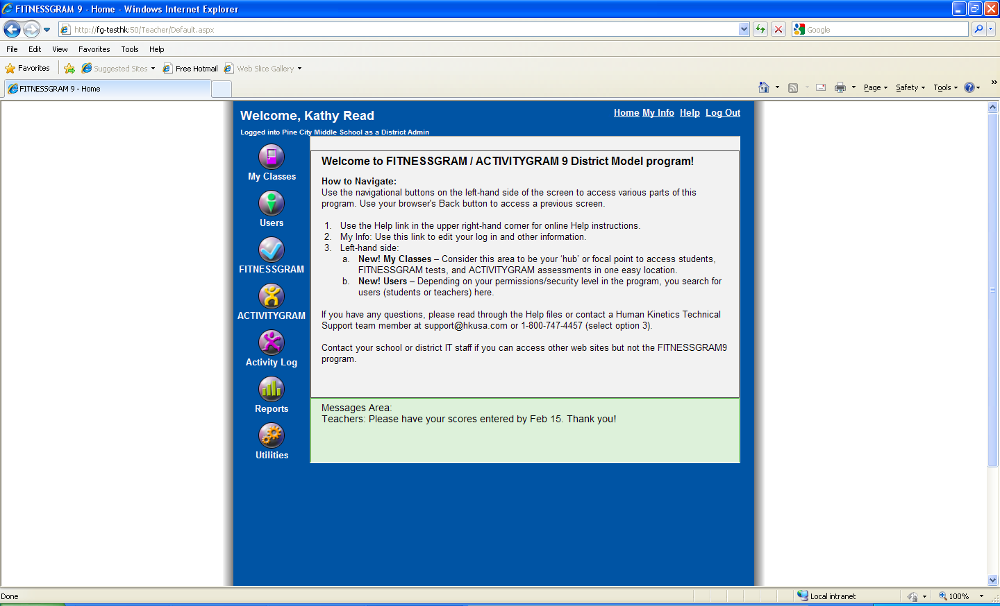 FITNESSGRAM 9 - Home - Windows Internet Explorer
http://fg-testhk:50/Teacher/Default.aspx
Google
File Edit View Favorites Tools Help
Favorites Suggested Sites Free Hotmail Web Slice Gallery
FITNESSGRAM 9 - Home
Page Safety Tools »
Welcome, Kathy Read
Home My Info Help Log Out
Logged into Pine City Middle School as a District Admin
My Classes
Users
FITNESSGRAM
ACTIVITYGRAM
Activity Log
Reports
Utilities
Welcome to FITNESSGRAM / ACTIVITYGRAM 9 District Model program!
How to Navigate:
Use the navigational buttons on the left-hand side of the screen to access various parts of this
program. Use your browser's Back button to access a previous screen.
1. Use the Help link in the upper right-hand corner for online Help instructions.
2. My Info: Use this link to edit your log in and other information.
3. Left-hand side:
a. New! My Classes – Consider this area to be your ‘hub’ or focal point to access students,
FITNESSGRAM tests, and ACTIVITYGRAM assessments in one easy location.
b. New! Users – Depending on your permissions/security level in the program, you search for
users (students or teachers) here.
If you have any questions, please read through the Help files or contact a Human Kinetics Technical
Support team member at support@hkusa.com or 1-800-747-4457 (select option 3).
Contact your school or district IT staff if you can access other web sites but not the FITNESSGRAM9
program.
Messages Area:
Teachers: Please have your scores entered by Feb 15. Thank you!
Done
Local intranet
100%